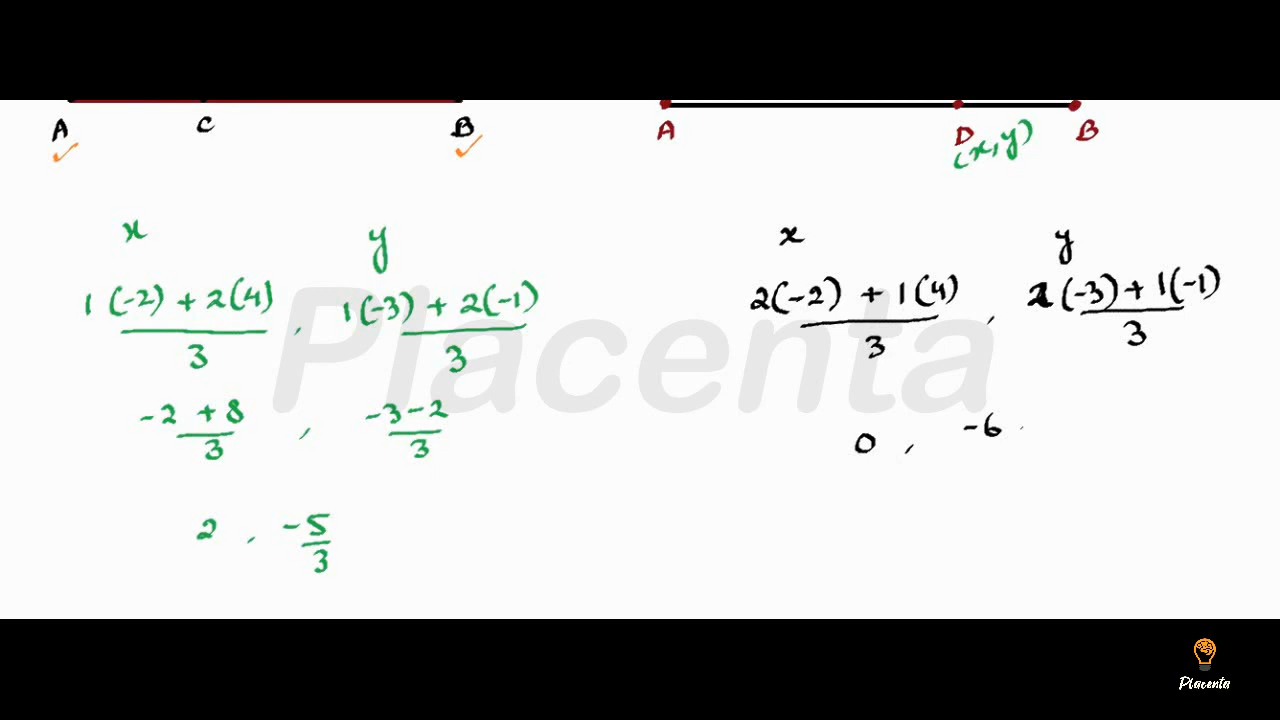 A C B
x y
1(-2) + 2(4) , 1(-3) + 2(-1)
3 3
-2 + 8 , -3 - 2
3 3
2 , -5
3
A D B
(x, y)
x y
2(-2) + 1(4) , 2(-3) + 1(-1)
3 3
0 , -6
Placenta
Placenta